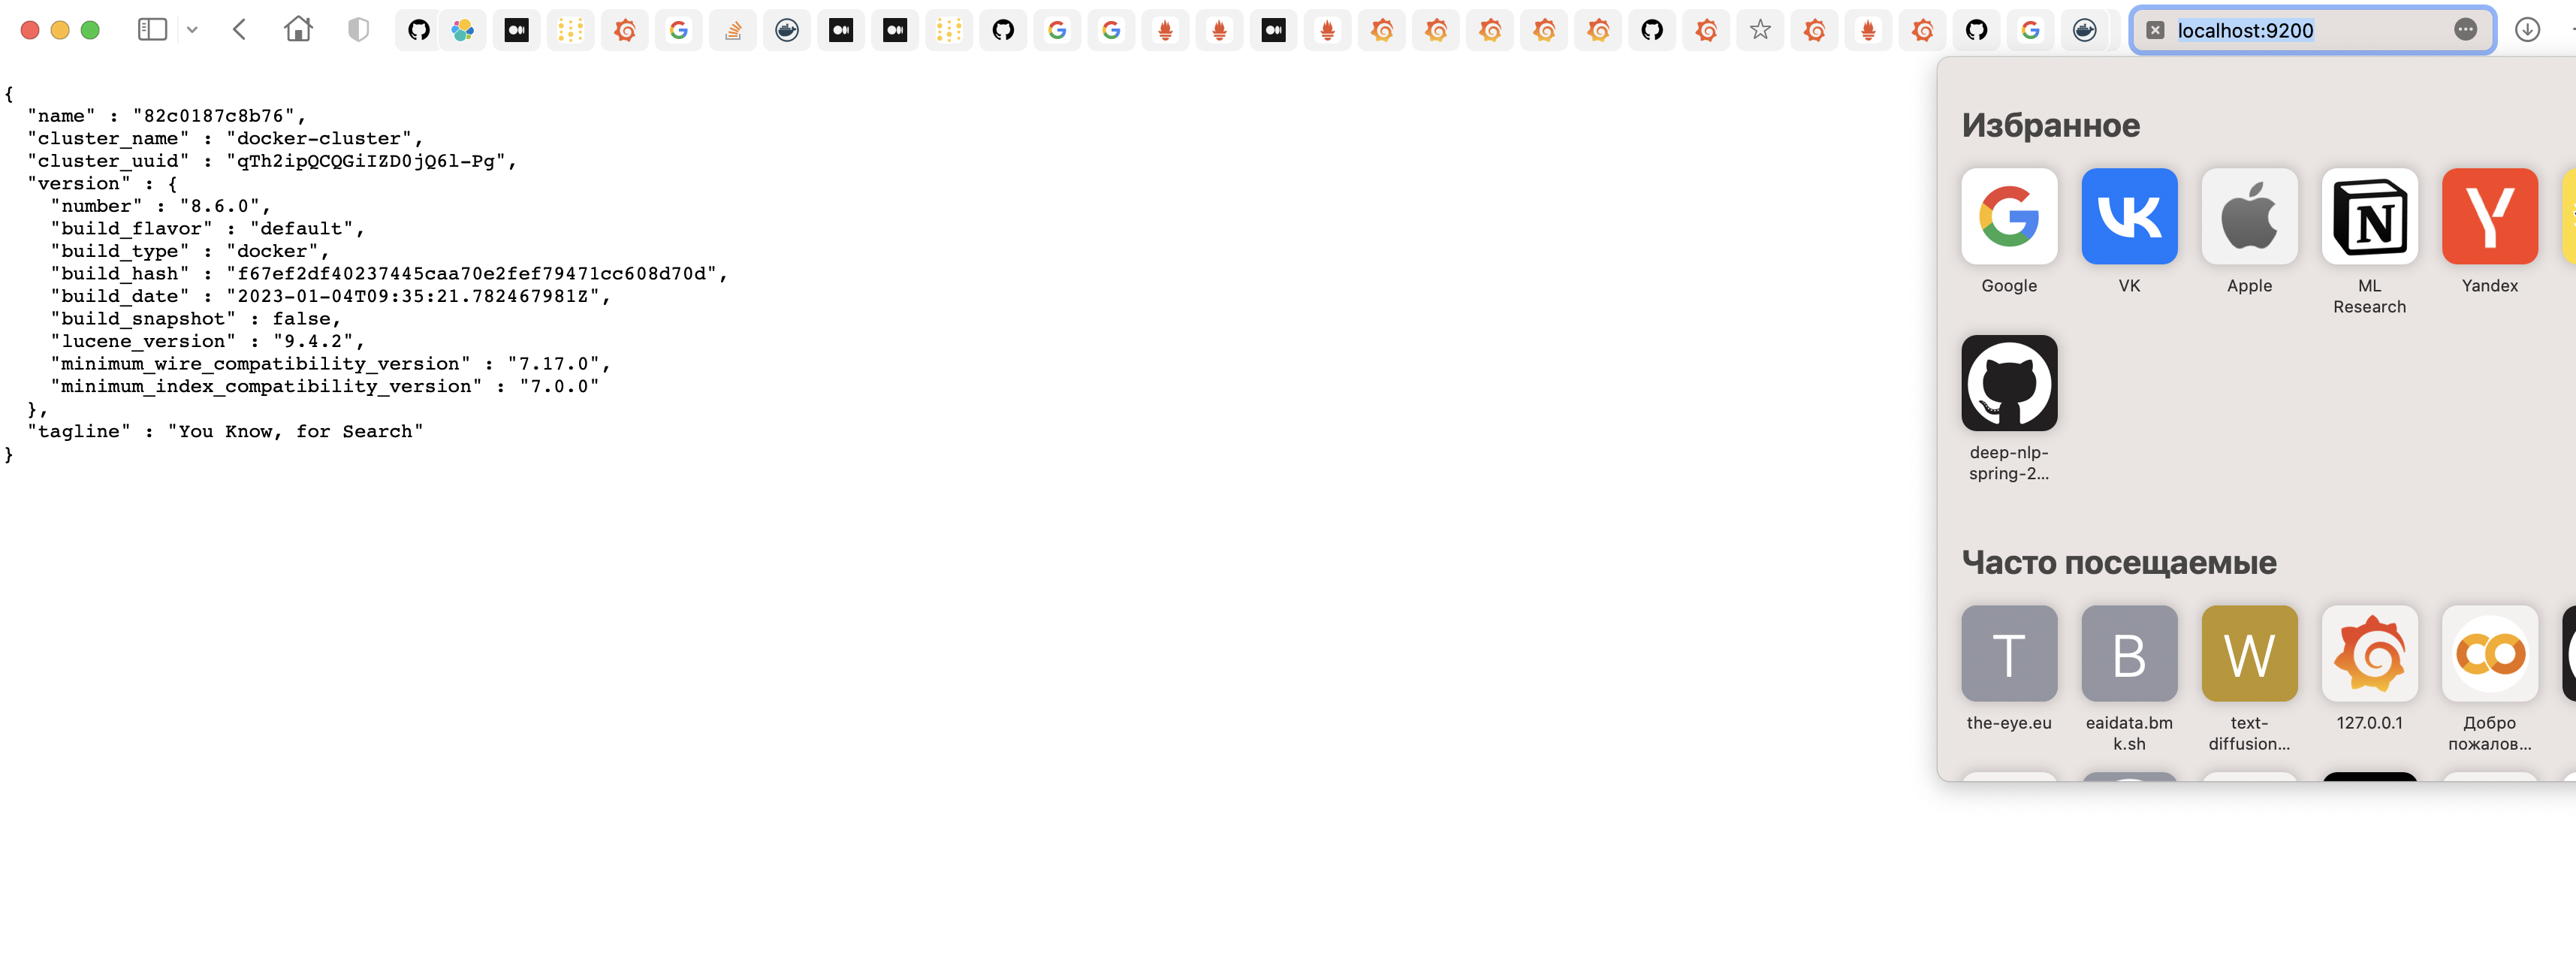 localhost:9200
{
"name" : "82c0187c8b76",
"cluster_name" : "docker-cluster",
"cluster_uuid" : "qTh2ipQCQGiIZD0jQ6l-Pg",
"version" : {
"number" : "8.6.0",
"build_flavor" : "default",
"build_type" : "docker",
"build_hash" : "f67ef2df40237445caa70e2fef79471cc608d70d",
"build_date" : "2023-01-04T09:35:21.782467981Z",
"build_snapshot" : false,
"lucene_version" : "9.4.2",
"minimum_wire_compatibility_version" : "7.17.0",
"minimum_index_compatibility_version" : "7.0.0"
},
"tagline" : "You Know, for Search"
}
Избранное
Google
VK
Apple
ML
Research
Yandex
deep-nlp-
spring-2...
Часто посещаемые
T
B
W
the-eye.eu
eaidata.bm
k.sh
text-
diffusion...
127.0.0.1
Добро
пожалов...